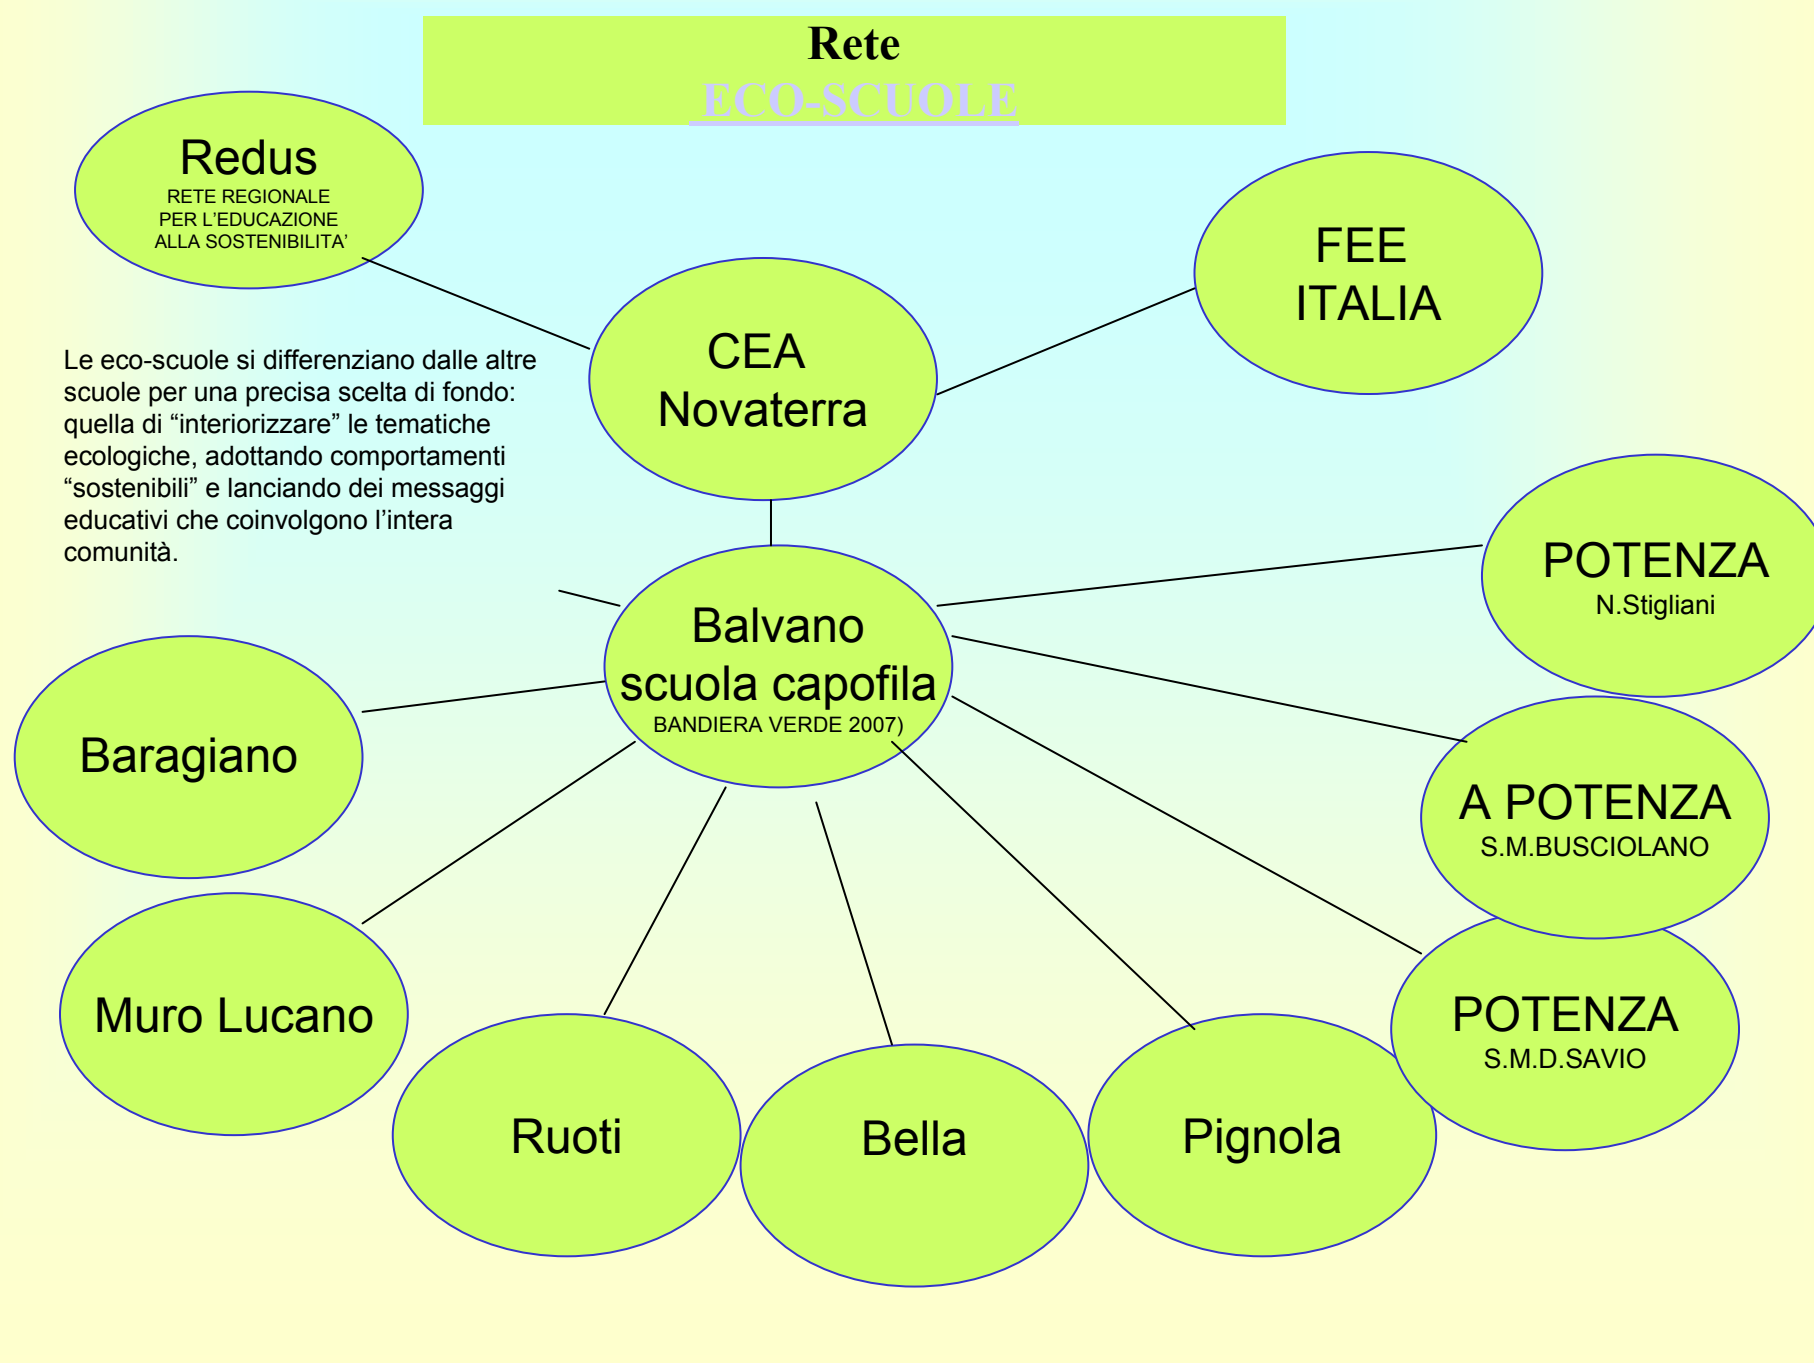 Rete
ECO-SCUOLE
Redus
RETE REGIONALE
PER L’EDUCAZIONE
ALLA SOSTENIBILITA’
FEE
ITALIA
CEA
Novaterra
Le eco-scuole si differenziano dalle altre
scuole per una precisa scelta di fondo:
quella di “interiorizzare” le tematiche
ecologiche, adottando comportamenti
“sostenibili” e lanciando dei messaggi
educativi che coinvolgono l’intera
comunità.
POTENZA
N.Stigliani
Balvano
scuola capofila
BANDIERA VERDE 2007)
Baragiano
A POTENZA
S.M.BUSCIOLANO
Muro Lucano
POTENZA
S.M.D.SAVIO
Ruoti
Bella
Pignola